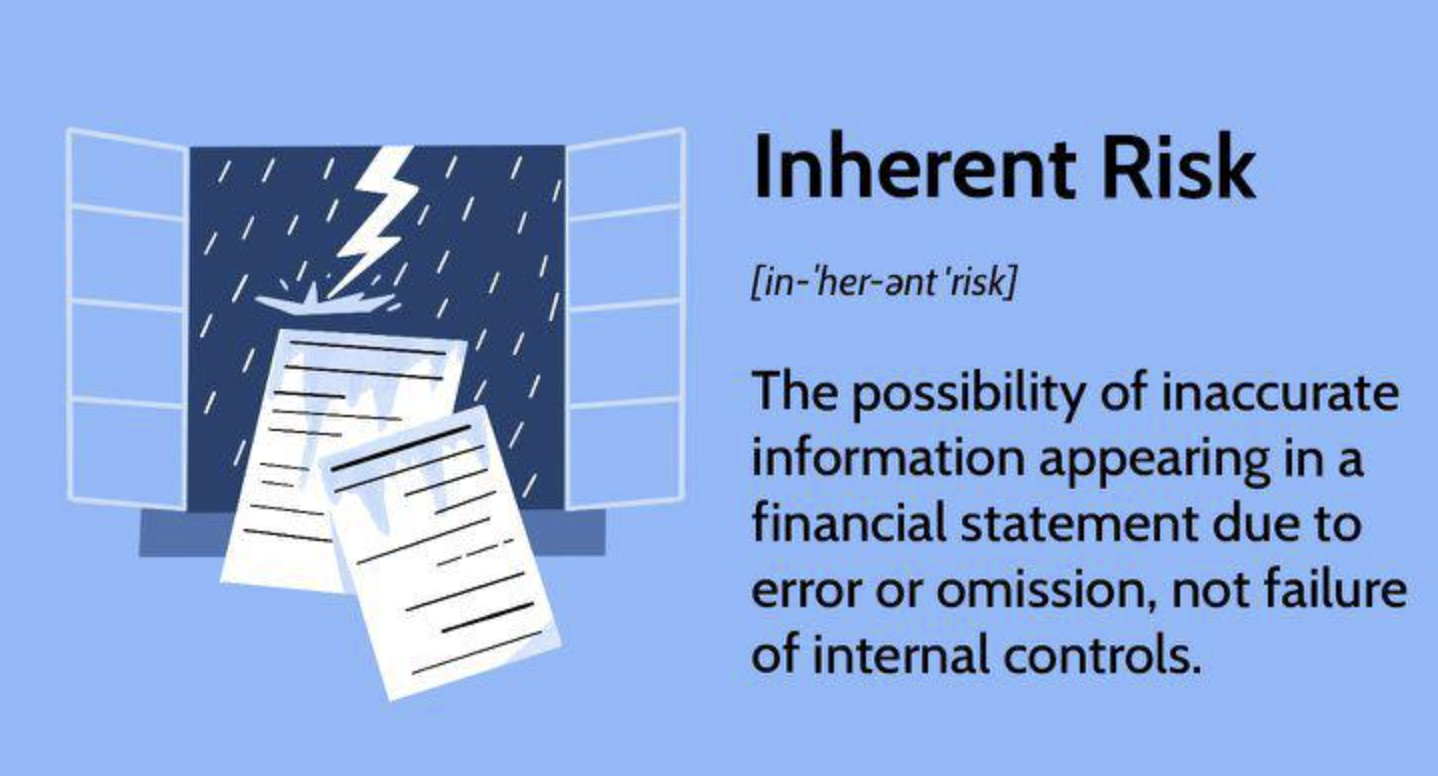 Inherent Risk
[in-ˈher-ənt ˈrisk]
The possibility of inaccurate
information appearing in a
financial statement due to
error or omission, not failure
of internal controls.